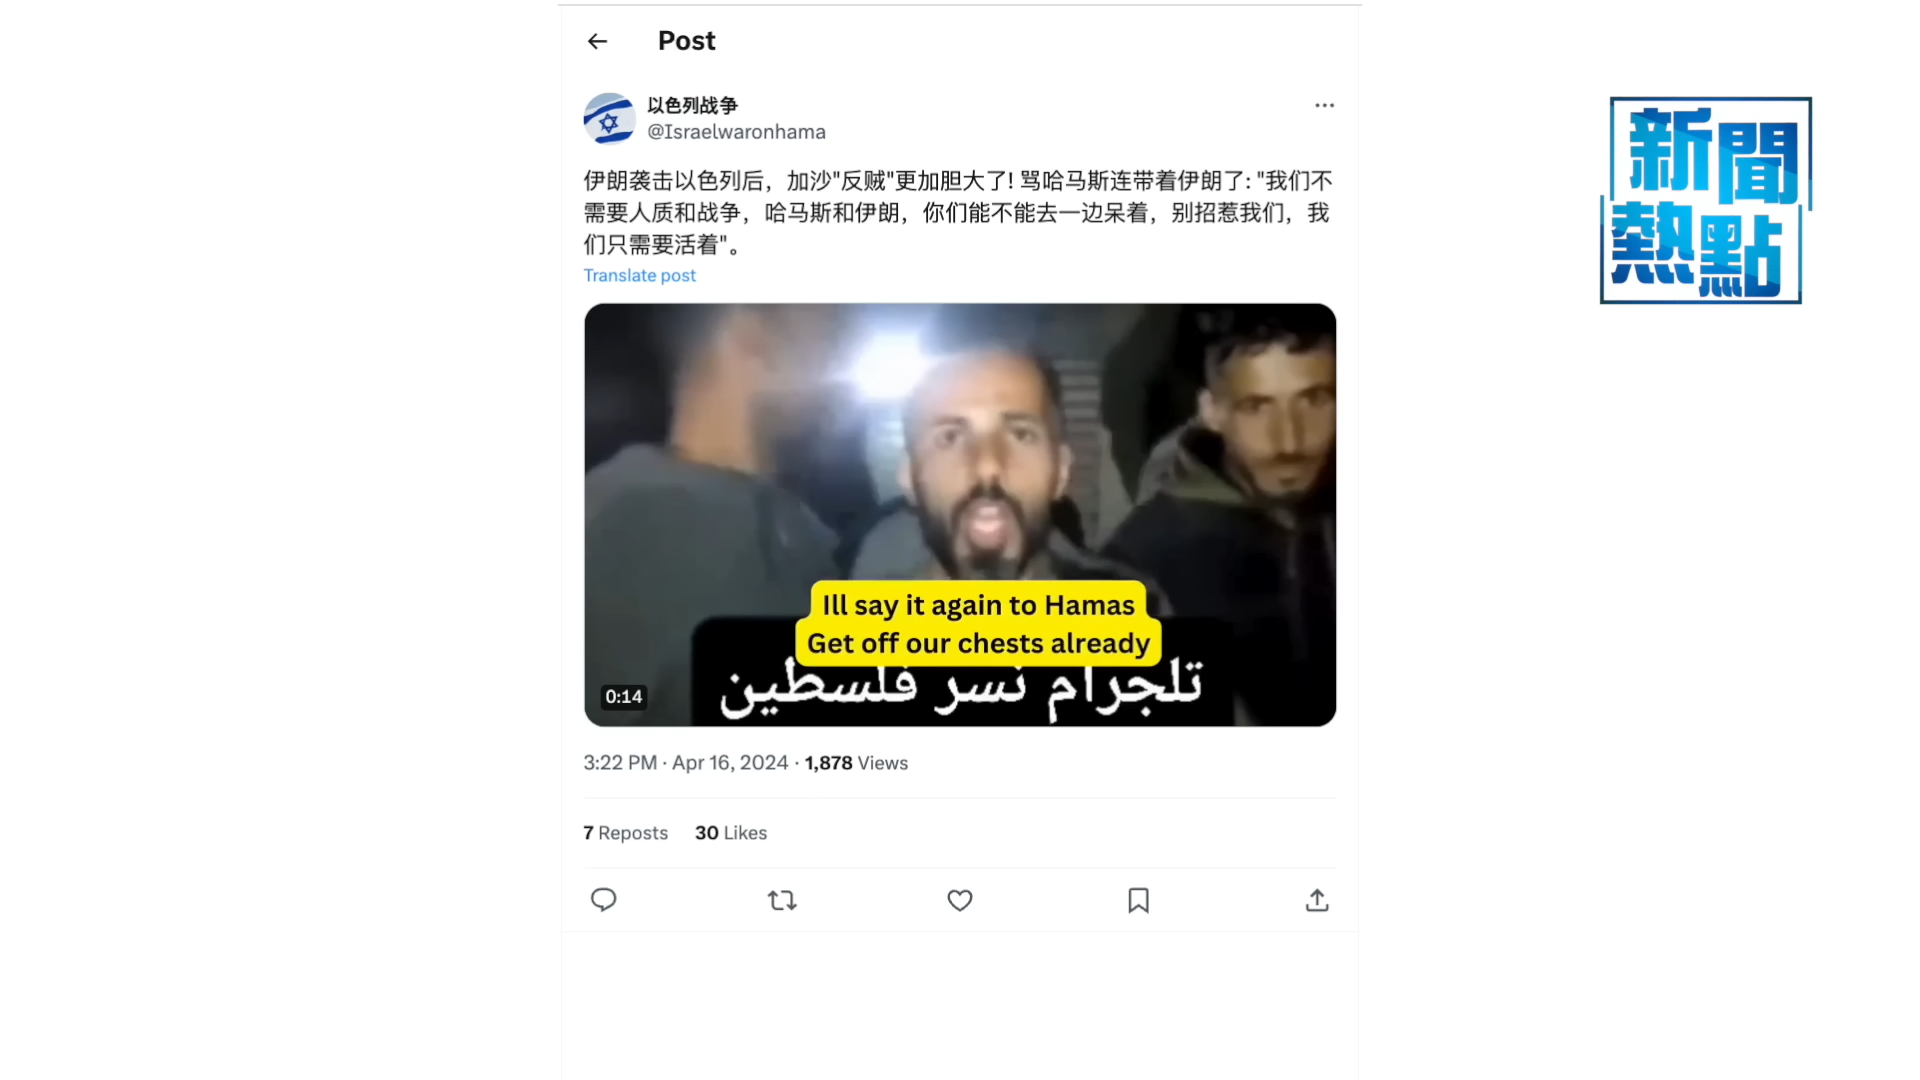 Post
以色列战争
@Israelwaronhama
伊朗袭击以色列后，加沙"反贼"更加胆大了! 骂哈马斯连带着伊朗了: "我们不
需要人质和战争，哈马斯和伊朗，你们能不能去一边呆着，别招惹我们，我
们只需要活着"。
Translate post
Ill say it again to Hamas
Get off our chests already
تلجرام نسر فلسطين
0:14
3:22 PM · Apr 16, 2024 · 1,878 Views
7 Reposts 30 Likes
新聞
熱點